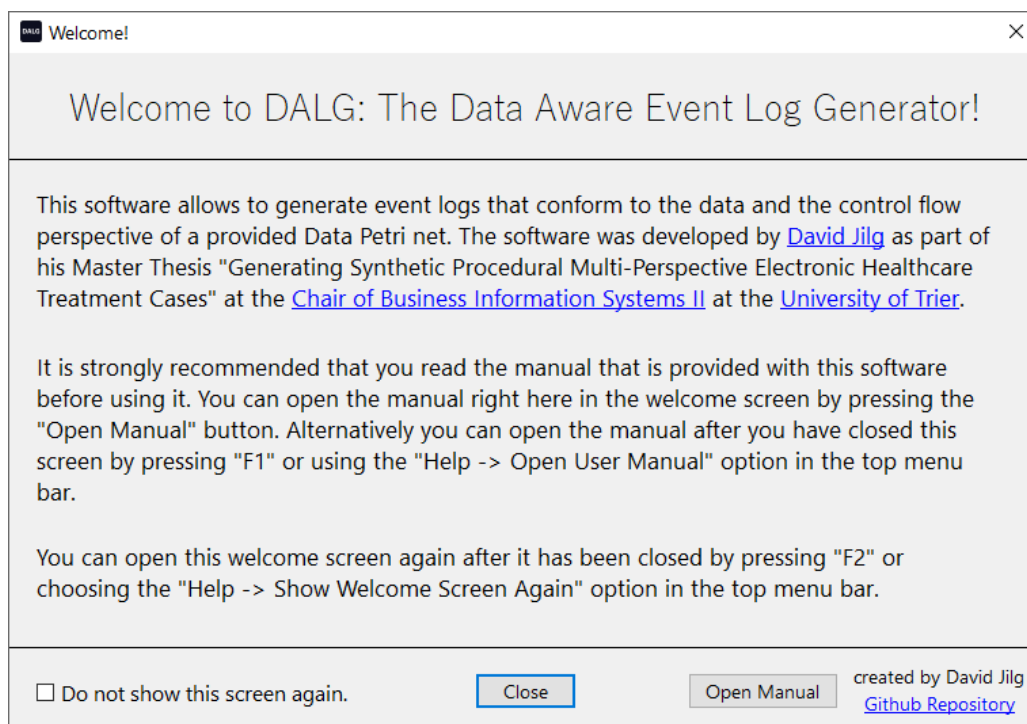 DALG Welcome!
Welcome to DALG: The Data Aware Event Log Generator!
This software allows to generate event logs that conform to the data and the control flow
perspective of a provided Data Petri net. The software was developed by David Jilg as part of
his Master Thesis "Generating Synthetic Procedural Multi-Perspective Electronic Healthcare
Treatment Cases" at the Chair of Business Information Systems II at the University of Trier.
It is strongly recommended that you read the manual that is provided with this software
before using it. You can open the manual right here in the welcome screen by pressing the
"Open Manual" button. Alternatively you can open the manual after you have closed this
screen by pressing "F1" or using the "Help -> Open User Manual" option in the top menu
bar.
You can open this welcome screen again after it has been closed by pressing "F2" or
choosing the "Help -> Show Welcome Screen Again" option in the top menu bar.
Do not show this screen again.
Close
Open Manual
created by David Jilg
Github Repository